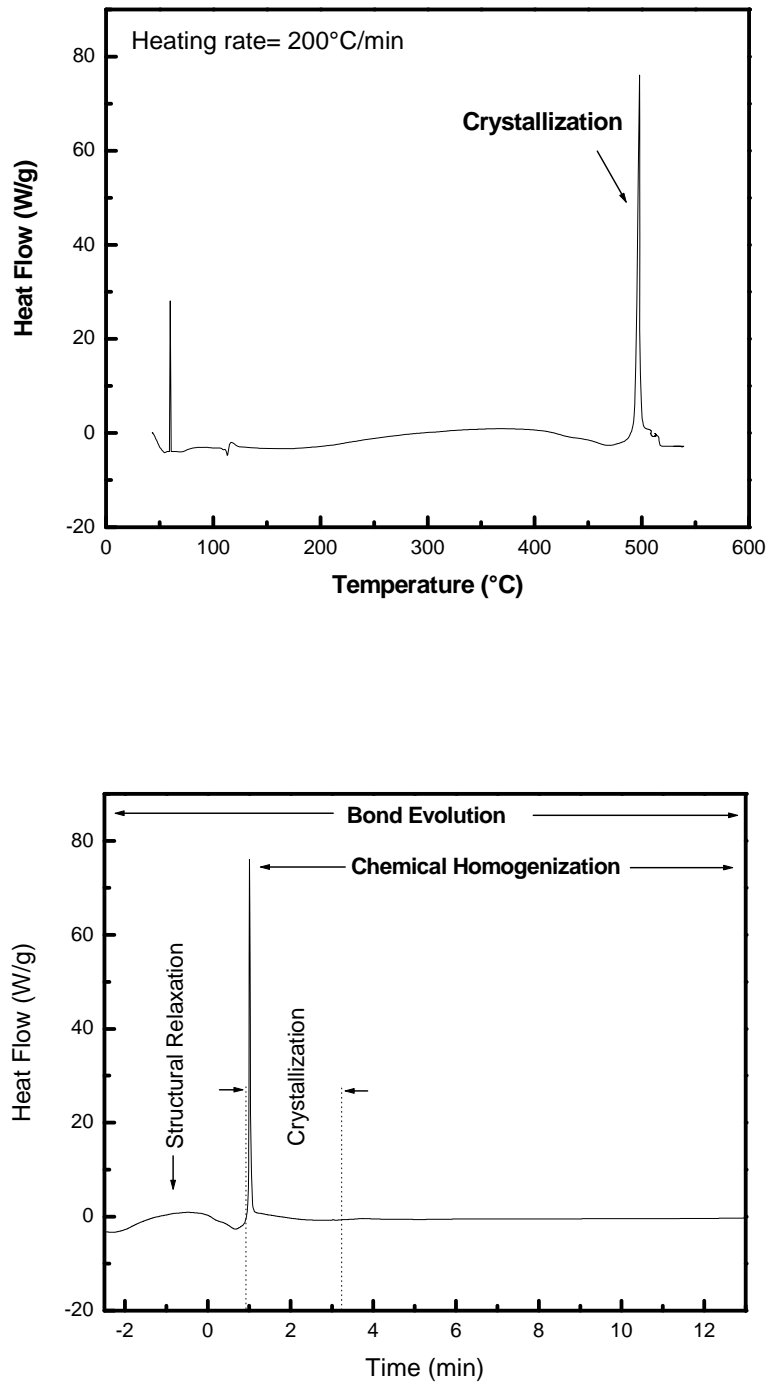 Heating rate= 200°C/min
Crystallization
Heat Flow (W/g)
80
60
40
20
0
-20
0 100 200 300 400 500 600
Temperature (°C)
Bond Evolution
Chemical Homogenization
Structural Relaxation
Crystallization
Heat Flow (W/g)
80
60
40
20
0
-20
-2 0 2 4 6 8 10 12
Time (min)